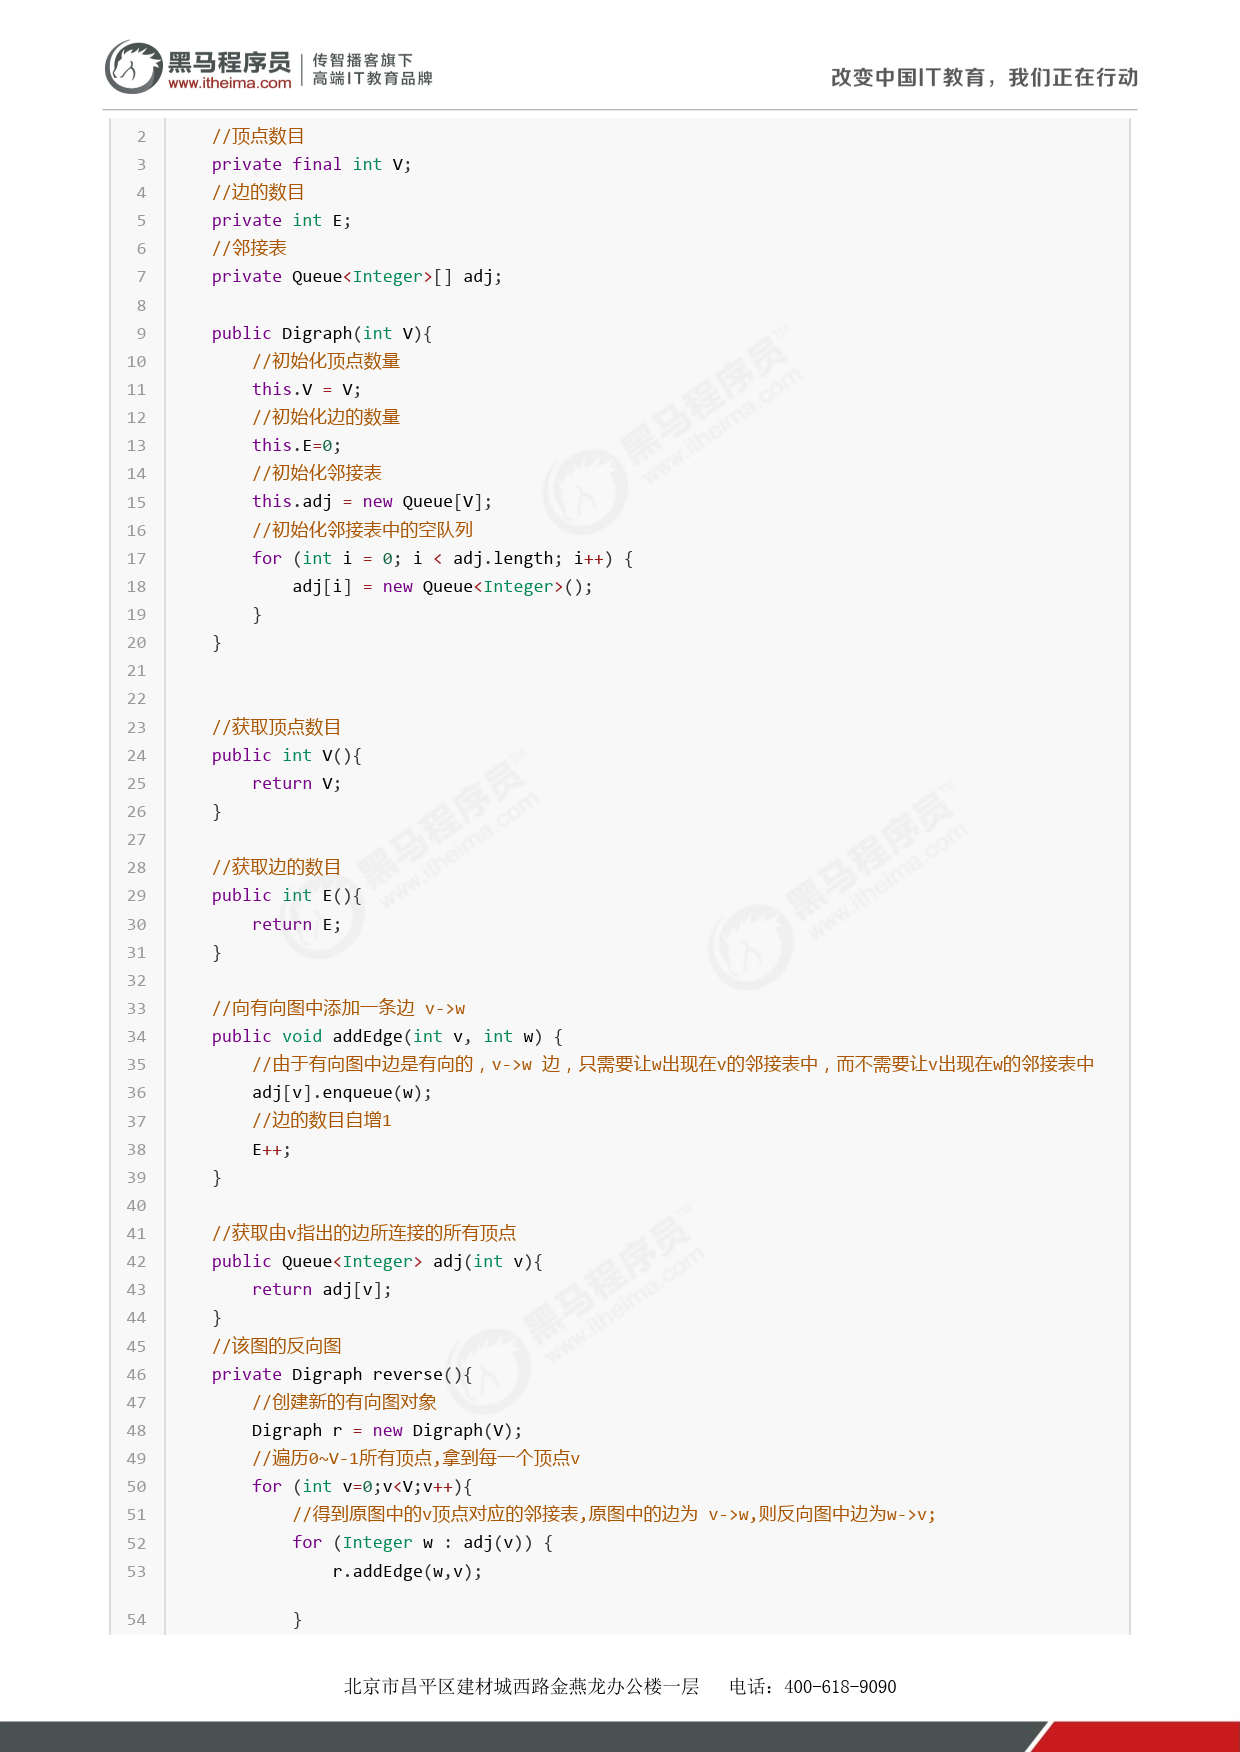 黑马程序员
www.itheima.com
传智播客旗下
高端IT教育品牌
改变中国IT教育，我们正在行动
2 //顶点数目
3 private final int V;
4 //边的数目
5 private int E;
6 //邻接表
7 private Queue<Integer>[] adj;
8
9 public Digraph(int V){
10 //初始化顶点数量
11 this.V = V;
12 //初始化边的数量
13 this.E=0;
14 //初始化邻接表
15 this.adj = new Queue[V];
16 //初始化邻接表中的空队列
17 for (int i = 0; i < adj.length; i++) {
18 adj[i] = new Queue<Integer>();
19 }
20 }
21
22
23 //获取顶点数目
24 public int V(){
25 return V;
26 }
27
28 //获取边的数目
29 public int E(){
30 return E;
31 }
32
33 //向有向图中添加一条边 v->w
34 public void addEdge(int v, int w) {
35 //由于有向图中边是有向的，v->w 边，只需要让w出现在v的邻接表中，而不需要让v出现在w的邻接表中
36 adj[v].enqueue(w);
37 //边的数目自增1
38 E++;
39 }
40
41 //获取由v指出的边所连接的所有顶点
42 public Queue<Integer> adj(int v){
43 return adj[v];
44 }
45 //该图的反向图
46 private Digraph reverse(){
47 //创建新的有向图对象
48 Digraph r = new Digraph(V);
49 //遍历0~V-1所有顶点,拿到每一个顶点v
50 for (int v=0;v<V;v++){
51 //得到原图中的v顶点对应的邻接表,原图中的边为 v->w,则反向图中边为w->v;
52 for (Integer w : adj(v)) {
53 r.addEdge(w,v);
54 }
北京市昌平区建材城西路金燕龙办公楼一层 电话：400-618-9090